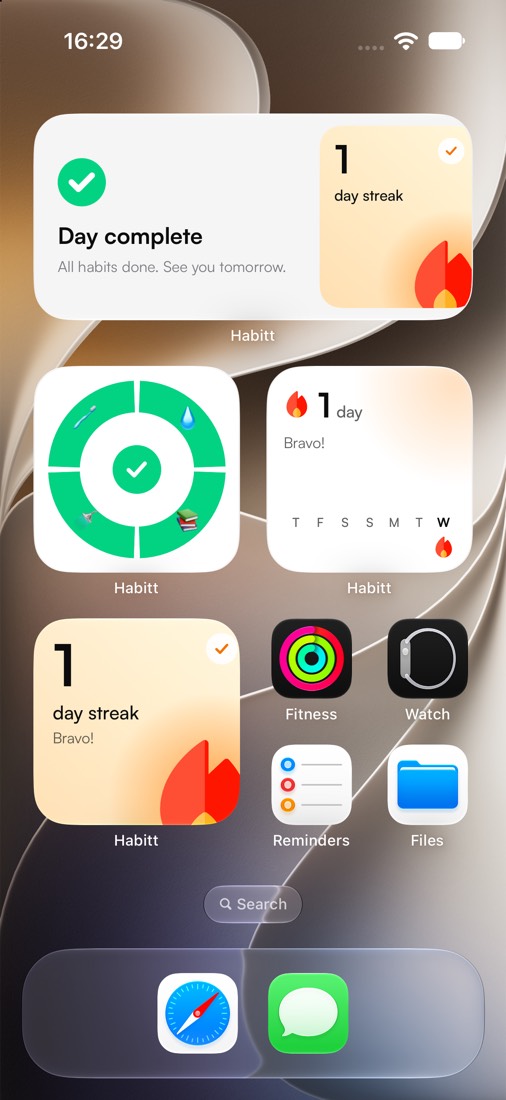 16:29
1
day streak
Day complete
All habits done. See you tomorrow.
Habitt
1 day
Bravo!
T F S S M T W
Habitt
Habitt
1
day streak
Bravo!
Fitness
Watch
Habitt
Reminders
Files
Search